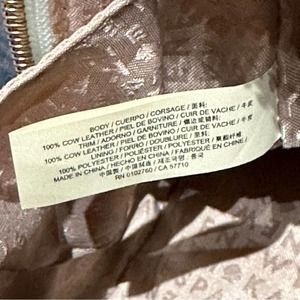 BODY / CUERPO / CORSAGE / 面料:
100% COW LEATHER / PIEL DE BOVINO / CUIR DE VACHE / 牛皮
TRIM / ADORNO / GARNITURE / 镶边或辅料:
100% COW LEATHER / PIEL DE BOVINO / CUIR DE VACHE / 牛皮
LINING / FORRO / DOUBLURE / 里料:
100% POLYESTER / POLIÉSTER / POLYESTER / 聚酯纤维
MADE IN CHINA / HECHO EN CHINA / FABRIQUE EN CHINE /
中国製 / 中国制造 / 제조국명: 중국
RN 0102760 / CA 57710